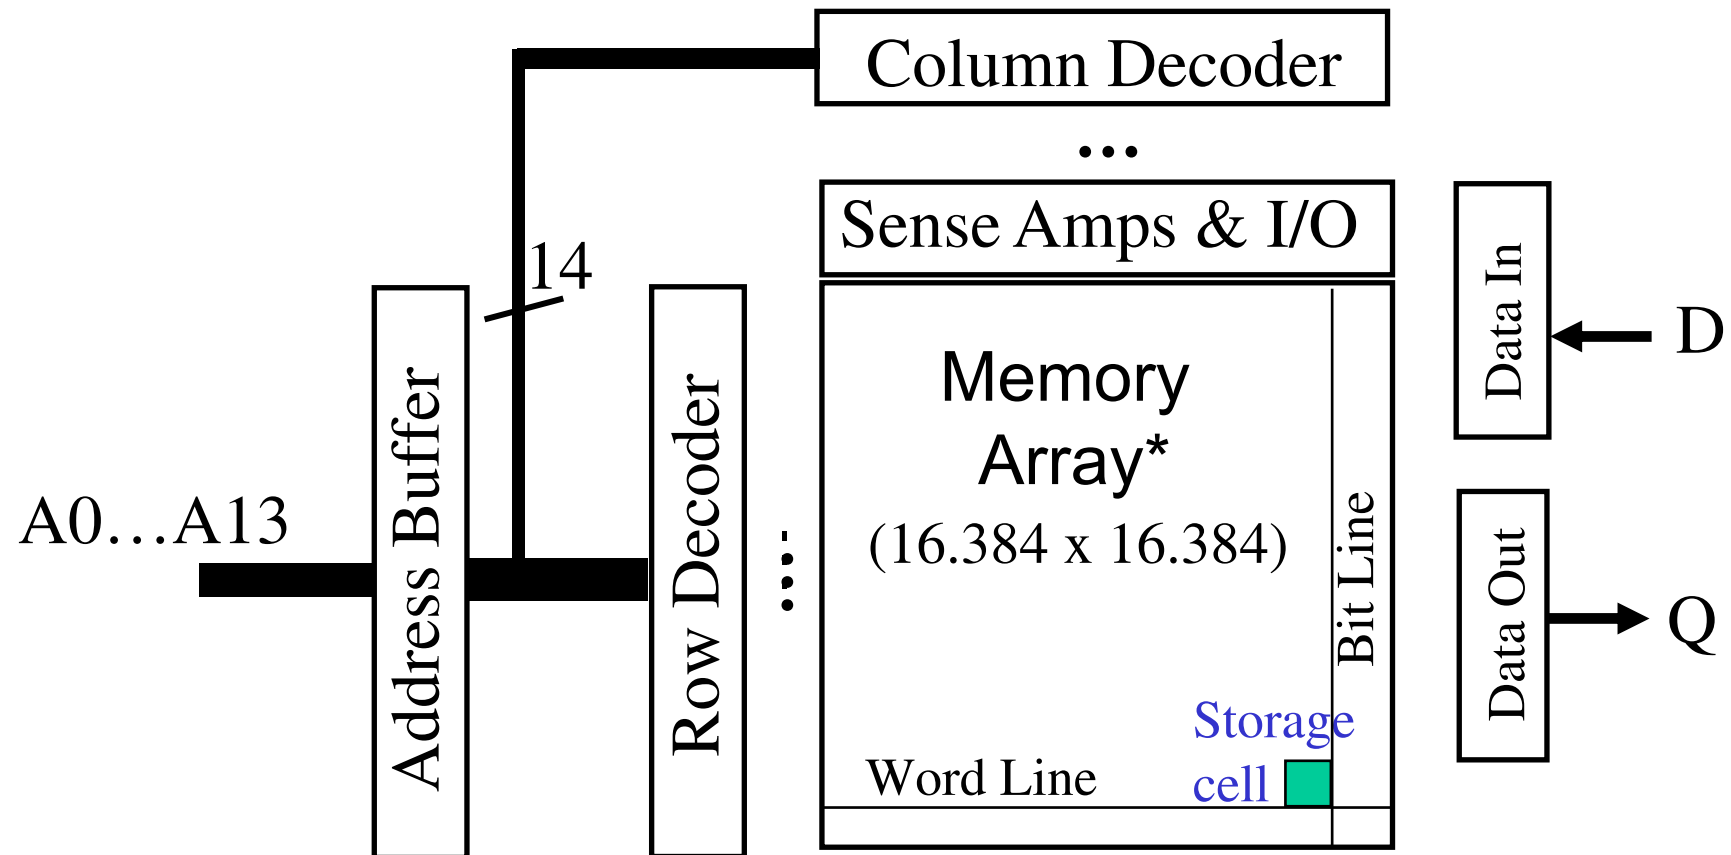 Column Decoder
...
Sense Amps & I/O
14
Data In
D
Address Buffer
Row Decoder
Memory
Array*
(16.384 x 16.384)
A0...A13
Bit Line
Data Out
Q
Storage
cell
Word Line